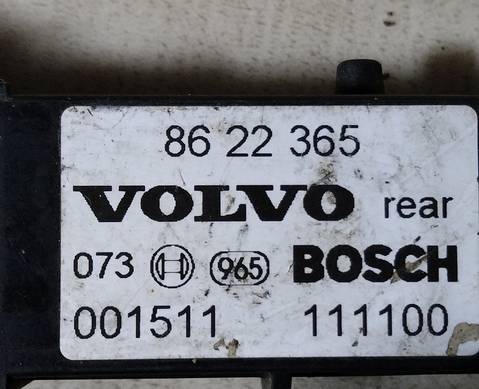 86 22 365
VOLVO rear
073 965 BOSCH
001511 111100